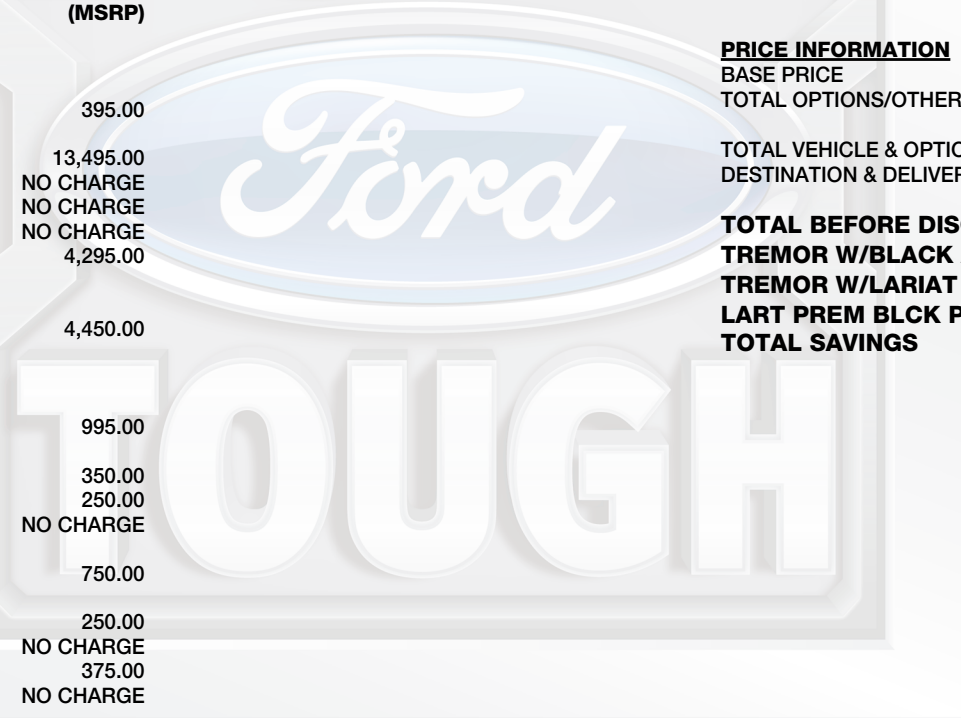 (MSRP)
395.00
13,495.00
NO CHARGE
NO CHARGE
NO CHARGE
4,295.00
4,450.00
995.00
350.00
250.00
NO CHARGE
750.00
250.00
NO CHARGE
375.00
NO CHARGE
Ford
TOUGH
PRICE INFORMATION
BASE PRICE
TOTAL OPTIONS/OTHER
TOTAL VEHICLE & OPTIO
DESTINATION & DELIVER
TOTAL BEFORE DIS
TREMOR W/BLACK
TREMOR W/LARIAT
LART PREM BLCK P
TOTAL SAVINGS